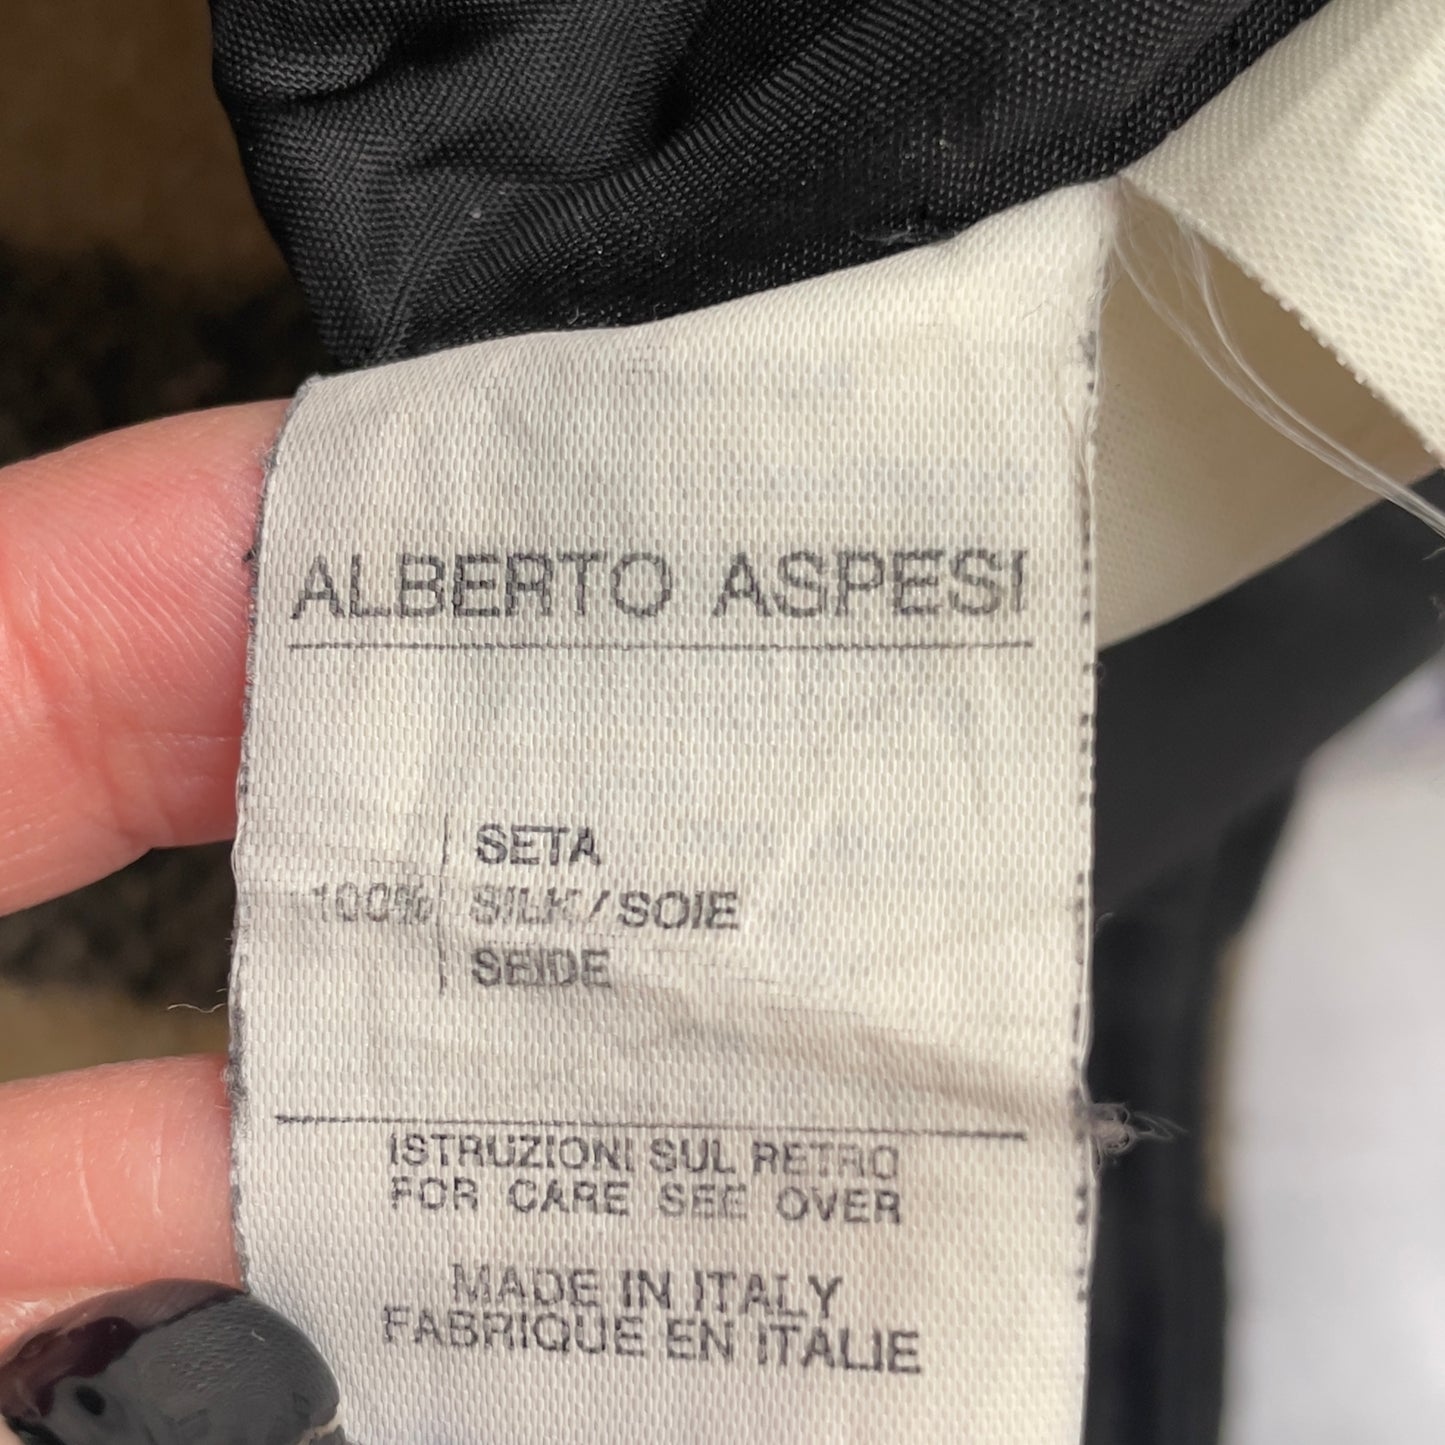 ALBERTO ASPESI
SETA
100% SILK/SOIE
SEIDE
ISTRUZIONI SUL RETRO
FOR CARE SEE OVER
MADE IN ITALY
FABRIQUE EN ITALIE